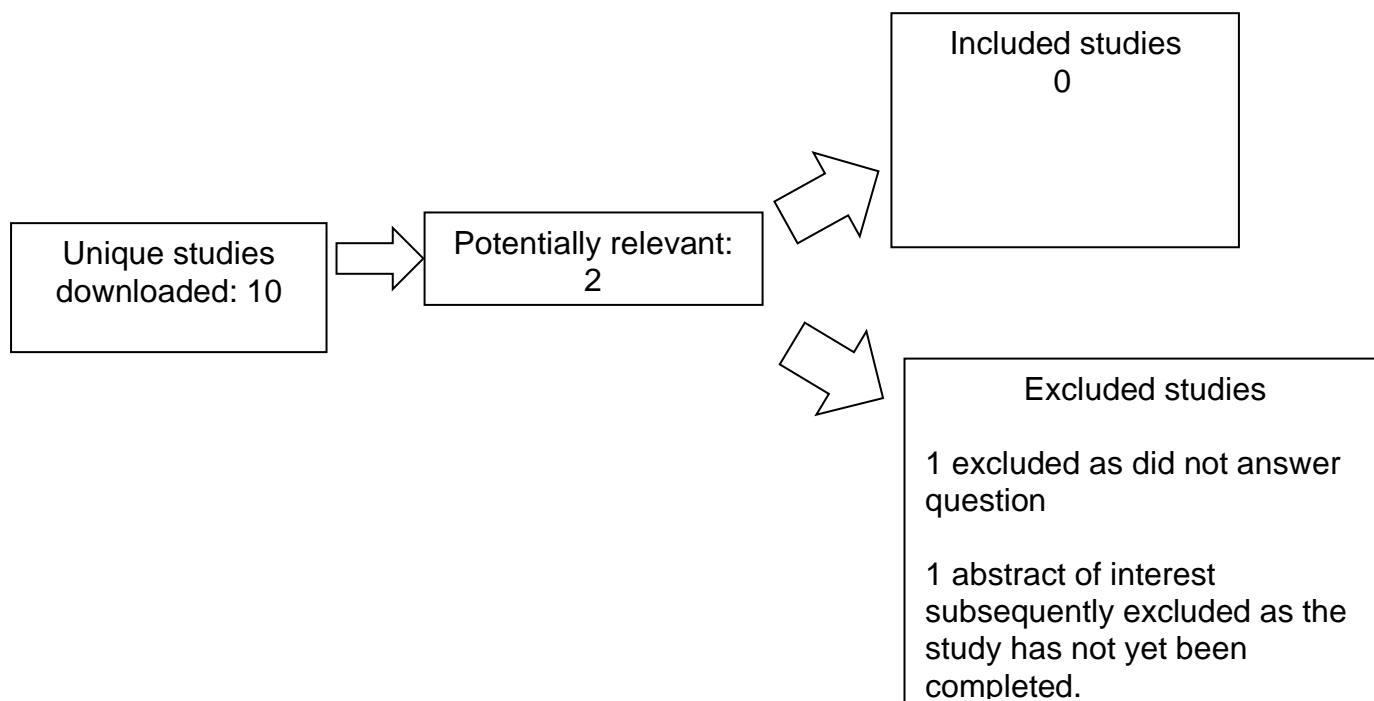 Unique studies
downloaded: 10
Potentially relevant:
2
Included studies
0
Excluded studies
1 excluded as did not answer
question
1 abstract of interest
subsequently excluded as the
study has not yet been
completed.